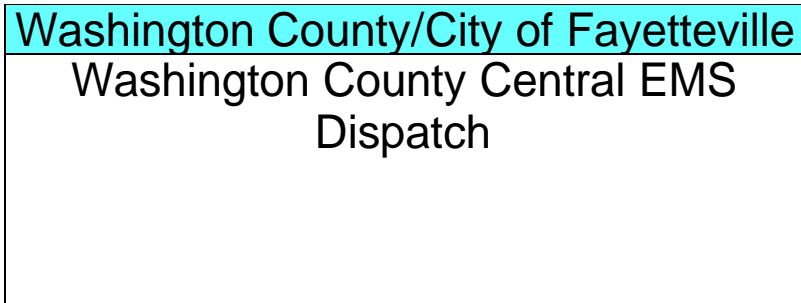 Washington County/City of Fayetteville
Washington County Central EMS
Dispatch